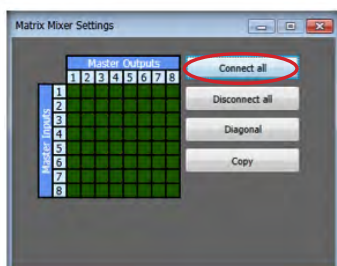 Matrix Mixer Settings
Master Outputs
1 2 3 4 5 6 7 8
Master Inputs
1
2
3
4
5
6
7
8
Connect all
Disconnect all
Diagonal
Copy